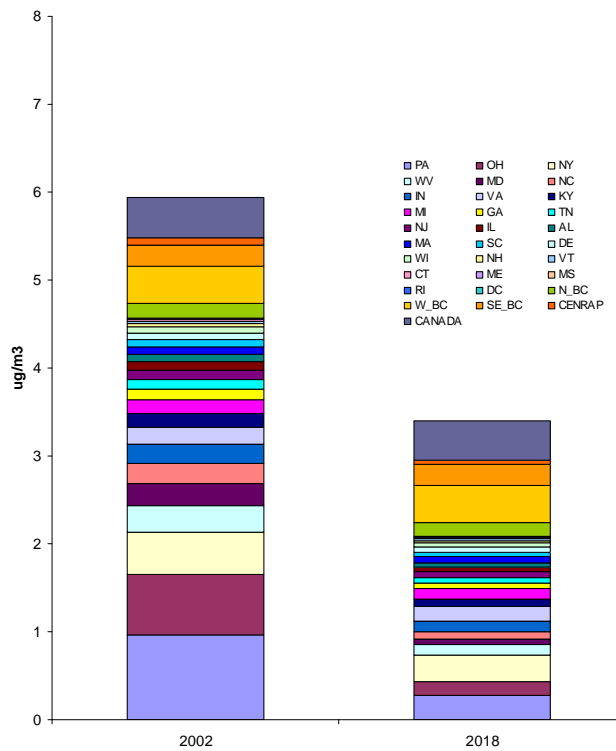 8
7
6
5
4
3
2
1
0
ug/m3
PA OH NY
WV MD NC
IN VA KY
MI GA TN
NJ IL AL
MA SC DE
WI NH VT
CT ME MS
RI DC N_BC
W_BC SE_BC CENRAP
CANADA
2002 2018